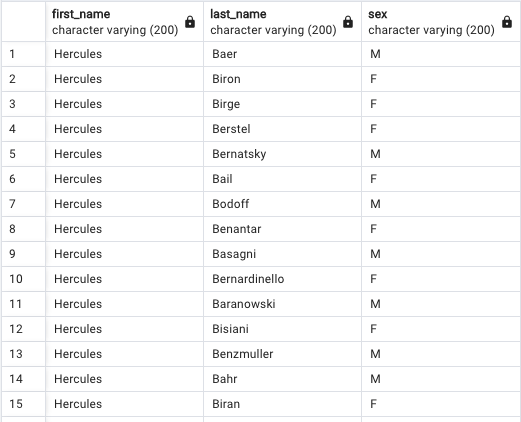 first_name last_name sex
character varying (200) character varying (200) character varying (200)
1 Hercules Baer M
2 Hercules Biron F
3 Hercules Birge F
4 Hercules Berstel F
5 Hercules Bernatsky M
6 Hercules Bail F
7 Hercules Bodoff M
8 Hercules Benantar F
9 Hercules Basagni M
10 Hercules Bernardinello F
11 Hercules Baranowski M
12 Hercules Bisiani F
13 Hercules Benzmuller M
14 Hercules Bahr M
15 Hercules Biran F